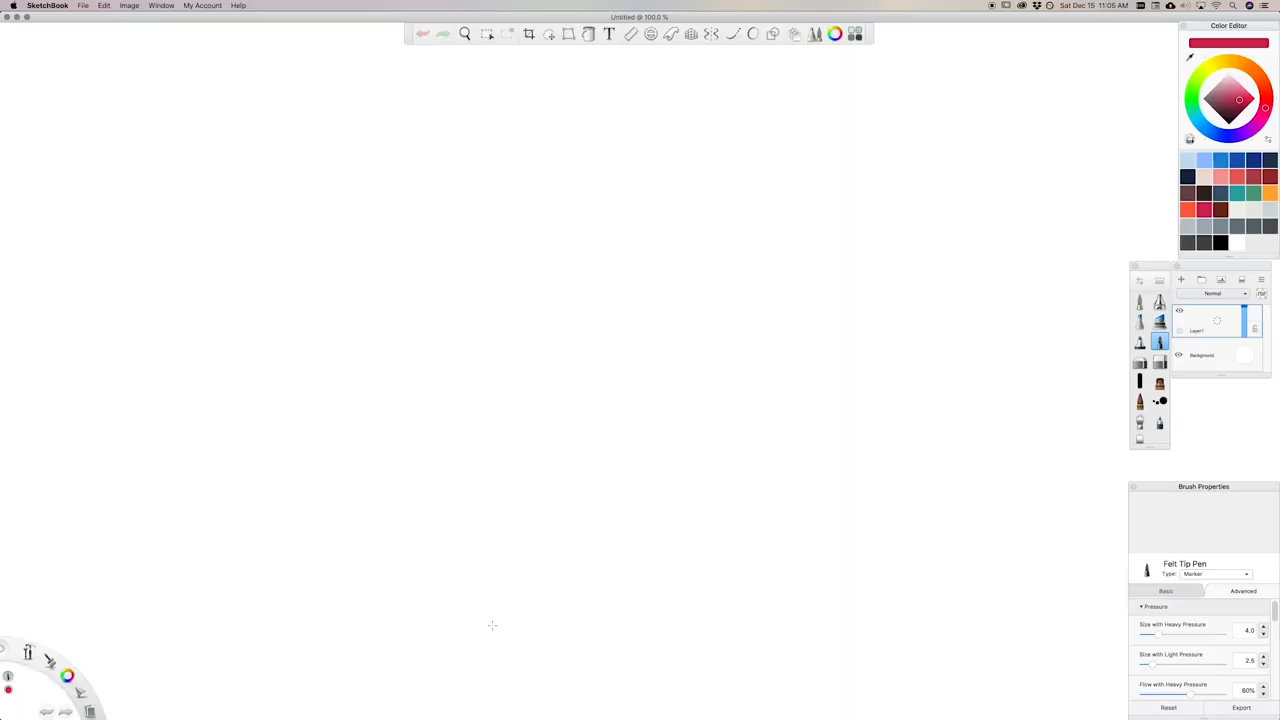 SketchBook File Edit Image Window My Account Help
Sat Dec 15 11:05 AM
Untitled @ 100.0 %
T
Color Editor
Normal
Layer1
Background
Brush Properties
Felt Tip Pen
Type: Marker
Basic Advanced
Pressure
Size with Heavy Pressure 4.0
Size with Light Pressure 2.5
Flow with Heavy Pressure 60%
Reset Export